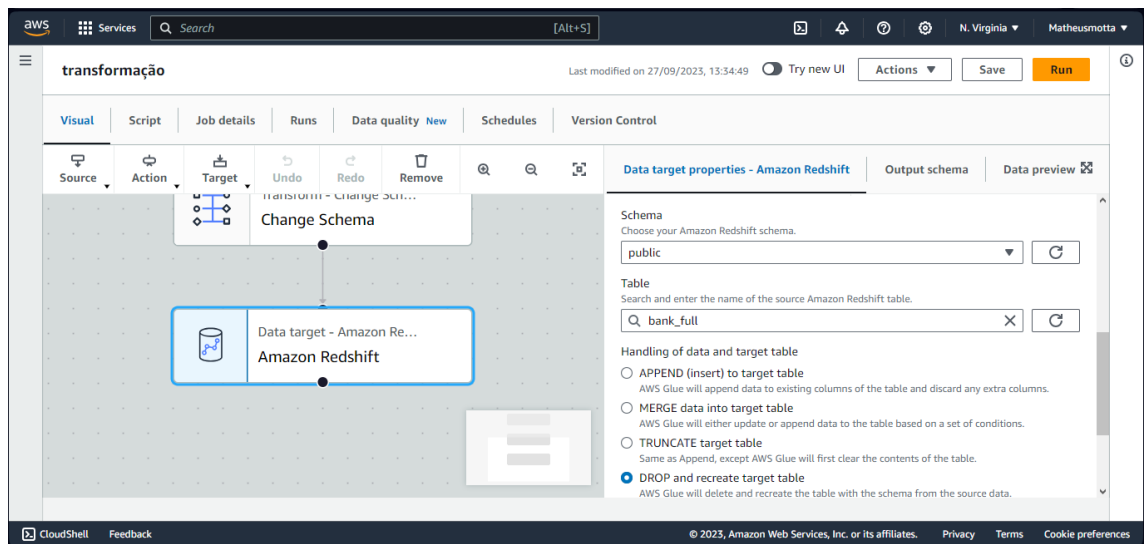 aws Services Search [Alt+S] N. Virginia ▼ Matheusmotta ▼
transformação Last modified on 27/09/2023, 13:34:49 Try new UI Actions ▼ Save Run
Visual Script Job details Runs Data quality New Schedules Version Control
Source Action Target Undo Redo Remove
Data target properties - Amazon Redshift Output schema Data preview
Transform - Change Sch...
Change Schema
Data target - Amazon Re...
Amazon Redshift
Schema
Choose your Amazon Redshift schema.
public
Table
Search and enter the name of the source Amazon Redshift table.
bank_full
Handling of data and target table
APPEND (insert) to target table
AWS Glue will append data to existing columns of the table and discard any extra columns.
MERGE data into target table
AWS Glue will either update or append data to the table based on a set of conditions.
TRUNCATE target table
Same as Append, except AWS Glue will first clear the contents of the table.
DROP and recreate target table
AWS Glue will delete and recreate the table with the schema from the source data.
CloudShell Feedback © 2023, Amazon Web Services, Inc. or its affiliates. Privacy Terms Cookie preferences